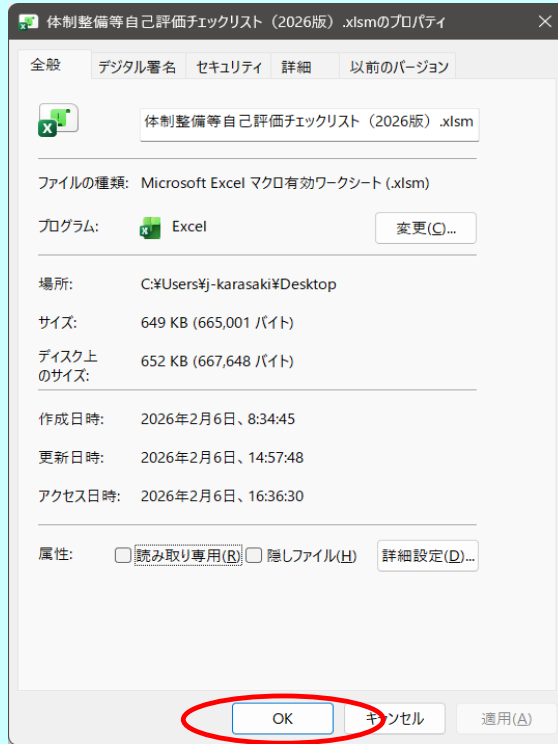 体制整備等自己評価チェックリスト（2026版）.xlsmのプロパティ
全般 デジタル署名 セキュリティ 詳細 以前のバージョン
体制整備等自己評価チェックリスト（2026版）.xlsm
ファイルの種類: Microsoft Excel マクロ有効ワークシート (.xlsm)
プログラム: Excel 変更(C)...
場所: C:¥Users¥j-karasaki¥Desktop
サイズ: 649 KB (665,001 バイト)
ディスク上
のサイズ: 652 KB (667,648 バイト)
作成日時: 2026年2月6日、8:34:45
更新日時: 2026年2月6日、14:57:48
アクセス日時: 2026年2月6日、16:36:30
属性: 読み取り専用(R) 隠しファイル(H) 詳細設定(D)...
OK キャンセル 適用(A)